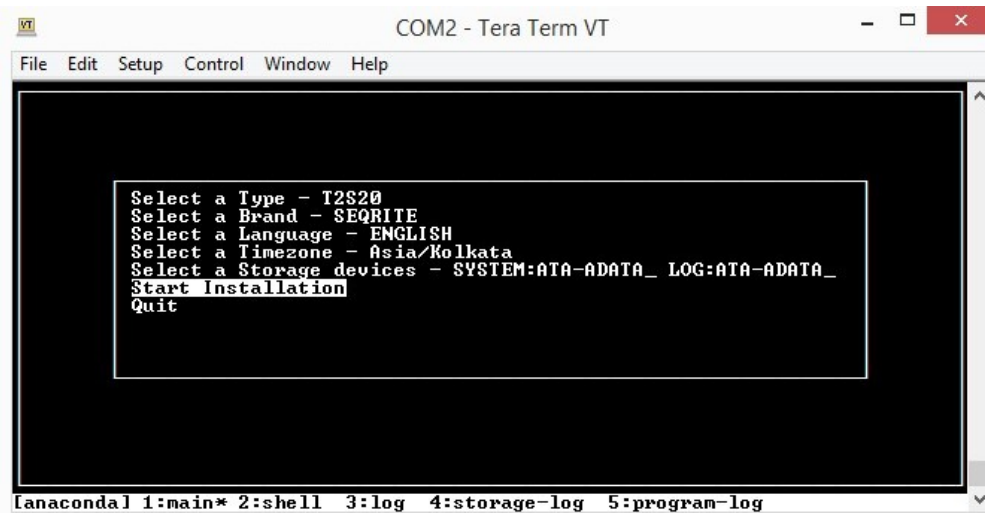 VT
COM2 - Tera Term VT
File Edit Setup Control Window Help
Select a Type - T2S20
Select a Brand - SEQRITE
Select a Language - ENGLISH
Select a Timezone - Asia/Kolkata
Select a Storage devices - SYSTEM:ATA-ADATA_ LOG:ATA-ADATA_
Start Installation
Quit
[anaconda] 1:main* 2:shell 3:log 4:storage-log 5:program-log